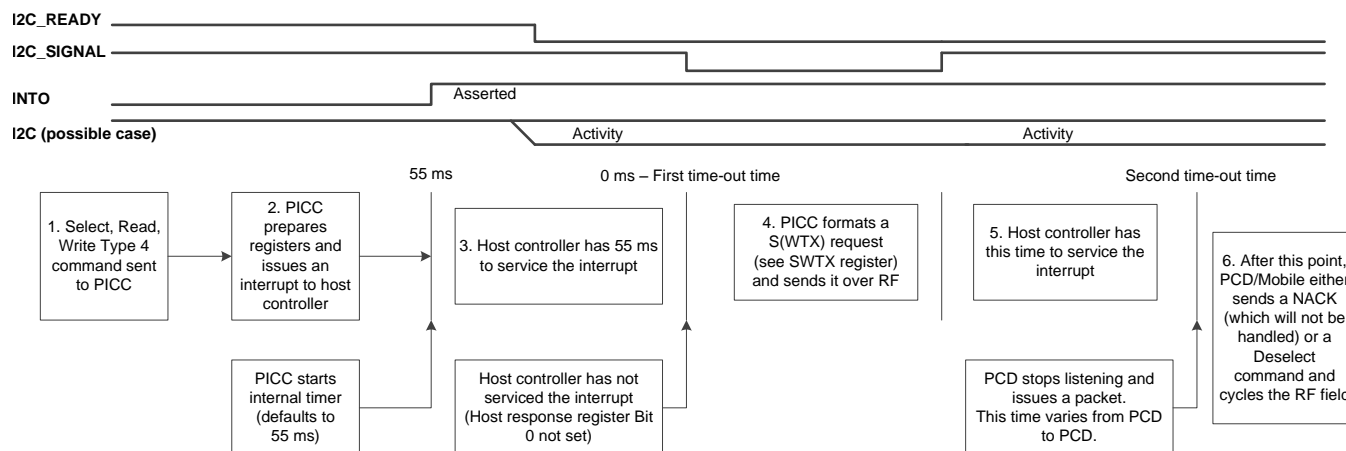 I2C_READY
I2C_SIGNAL
INTO
Asserted
I2C (possible case)
Activity
Activity
55 ms
0 ms – First time-out time
Second time-out time
1. Select, Read,
Write Type 4
command sent
to PICC
2. PICC
prepares
registers and
issues an
interrupt to host
controller
3. Host controller has 55 ms
to service the interrupt
4. PICC formats a
S(WTX) request
(see SWTX register)
and sends it over RF
5. Host controller has
this time to service the
interrupt
6. After this point,
PCD/Mobile either
sends a NACK
(which will not be
handled) or a
Deselect
command and
cycles the RF field
PICC starts
internal timer
(defaults to
55 ms)
Host controller has not
serviced the interrupt
(Host response register Bit
0 not set)
PCD stops listening and
issues a packet.
This time varies from PCD
to PCD.